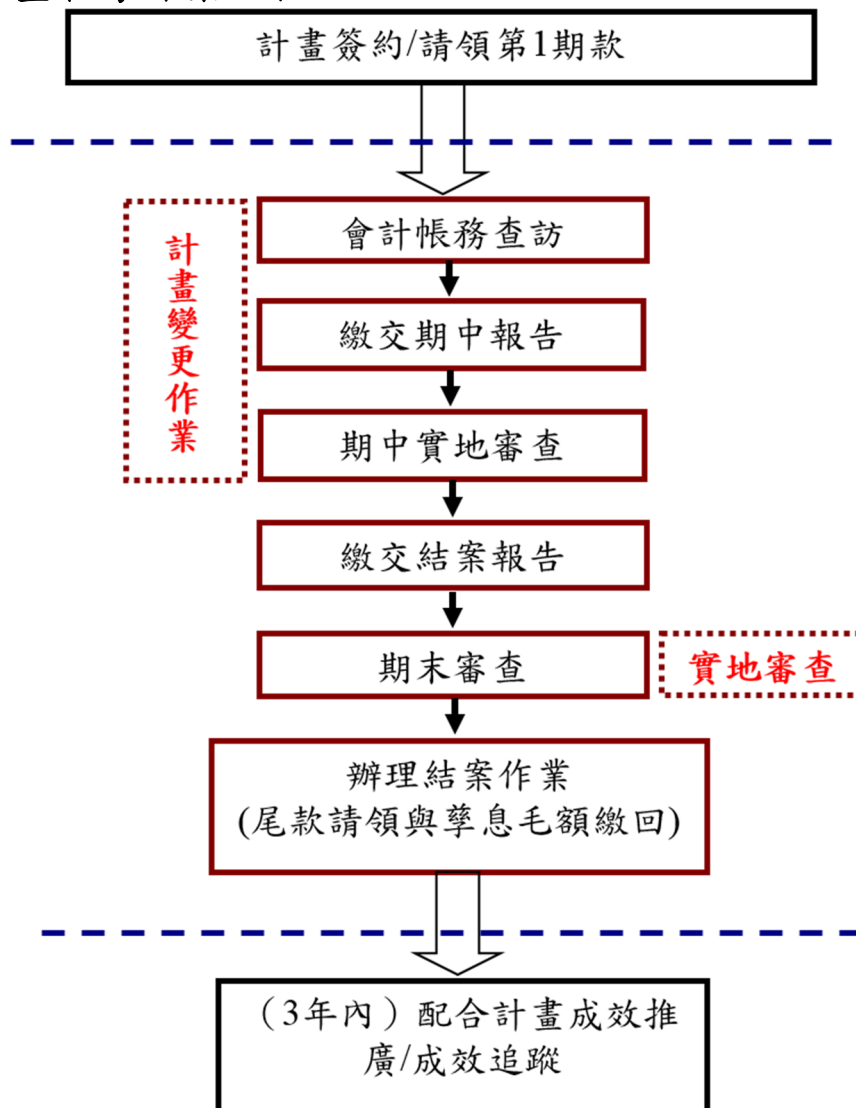 計畫簽約/請領第1期款
計畫變更作業
會計帳務查訪
繳交期中報告
期中實地審查
繳交結案報告
期末審查
實地審查
辦理結案作業
(尾款請領與孳息毛額繳回)
（3年內）配合計畫成效推
廣/成效追蹤